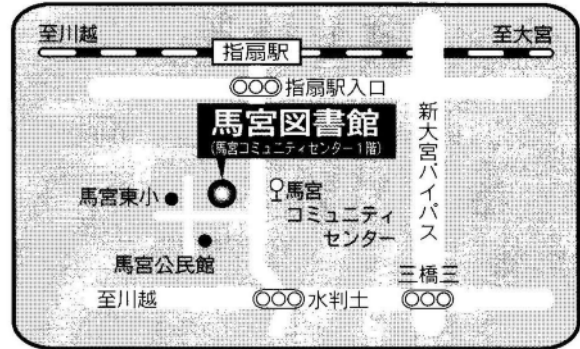 至川越
指扇駅
至大宮
指扇駅入口
馬宮図書館
(馬宮コミュニティセンター1階)
新大宮バイパス
馬宮東小
馬宮
コミュニティ
センター
馬宮公民館
三橋三
至川越
水判土